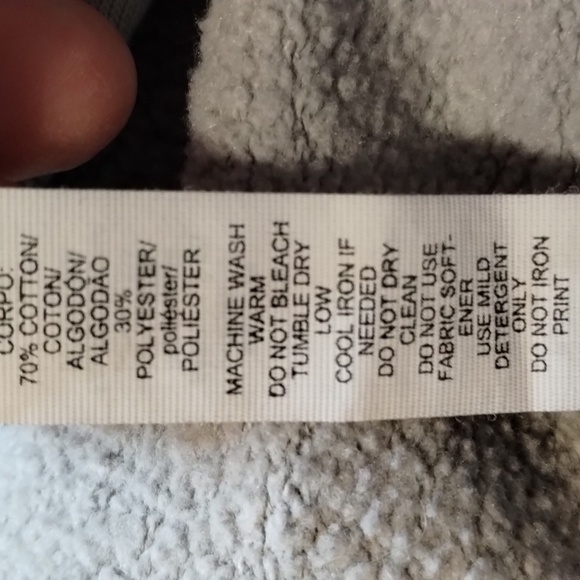 CORPO:
70% COTTON/
COTON/
ALGODÓN/
ALGODÃO
30%
POLYESTER/
poliéster/
POLIÉSTER
MACHINE WASH
WARM
DO NOT BLEACH
TUMBLE DRY
LOW
COOL IRON IF
NEEDED
DO NOT DRY
CLEAN
DO NOT USE
FABRIC SOFT-
ENER
USE MILD
DETERGENT
ONLY
DO NOT IRON
PRINT